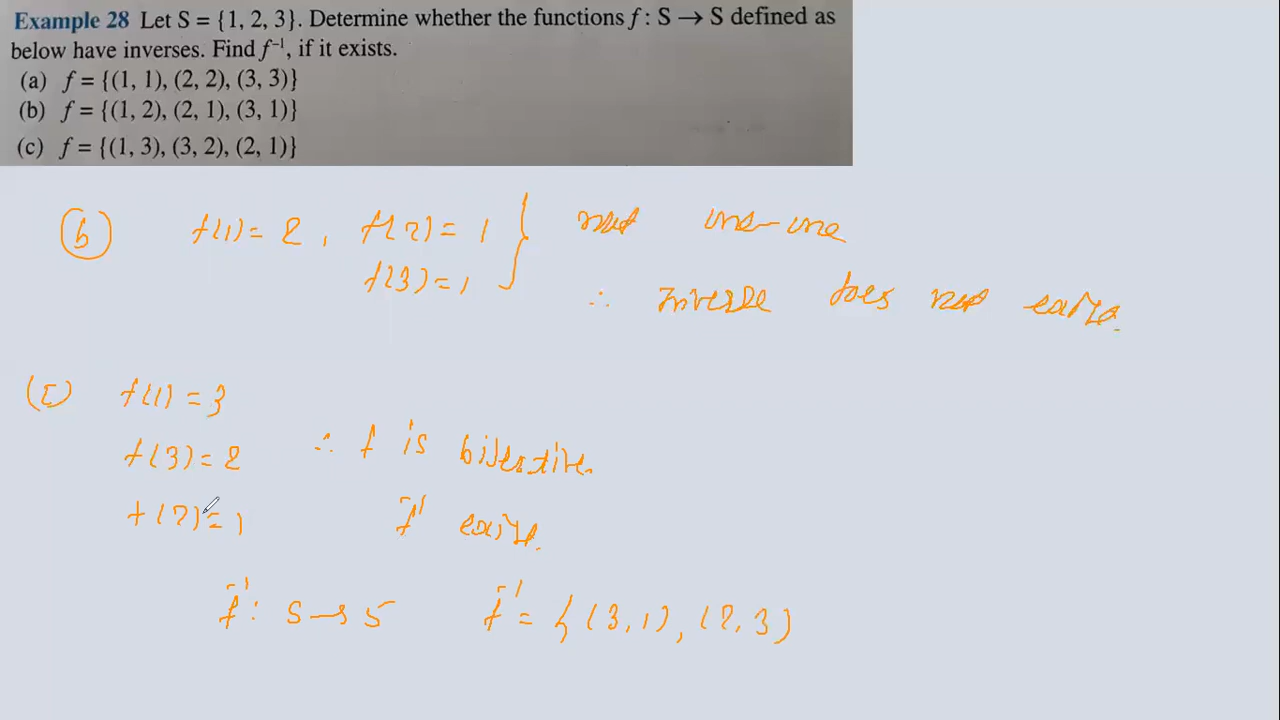 Example 28 Let S = {1, 2, 3}. Determine whether the functions f : S → S defined as
below have inverses. Find f⁻¹, if it exists.
(a) f = {(1, 1), (2, 2), (3, 3)}
(b) f = {(1, 2), (2, 1), (3, 1)}
(c) f = {(1, 3), (3, 2), (2, 1)}
(b) f(1) = 2, f(2) = 1 } not one-one
f(3) = 1
∴ Inverse does not exist.
(c) f(1) = 3
f(3) = 2 ∴ f is bijective.
f(2) = 1 f⁻¹ exist.
f⁻¹ : S → S f⁻¹ = {(3, 1), (2, 3)